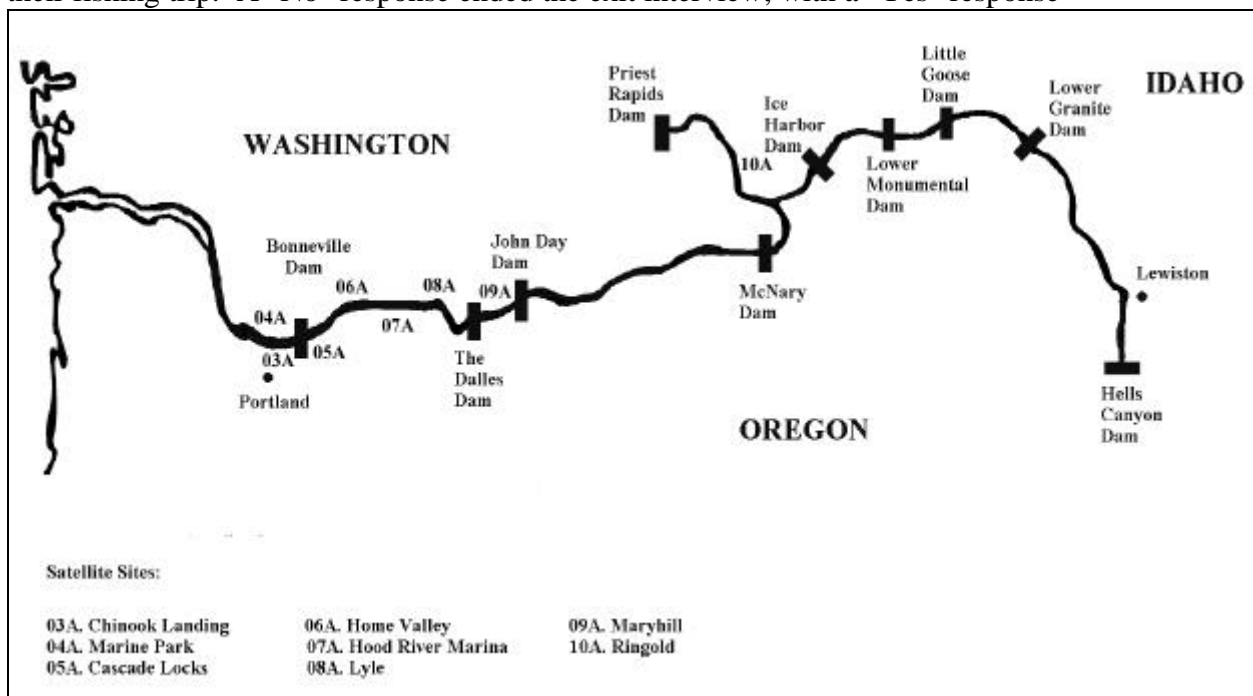 their fishing trip. A "No" response ended the exit interview, with a "Yes" response
Little
Goose
Dam
IDAHO
Priest
Rapids
Dam
Ice
Harbor
Dam
Lower
Granite
Dam
WASHINGTON
10A
Lower
Monumental
Dam
Bonneville
Dam
John Day
Dam
Lewiston
06A
08A
09A
McNary
Dam
04A
07A
03A
05A
The
Dalles
Dam
Portland
Hells
Canyon
Dam
OREGON
Satellite Sites:
03A. Chinook Landing
04A. Marine Park
05A. Cascade Locks
06A. Home Valley
07A. Hood River Marina
08A. Lyle
09A. Maryhill
10A. Ringold